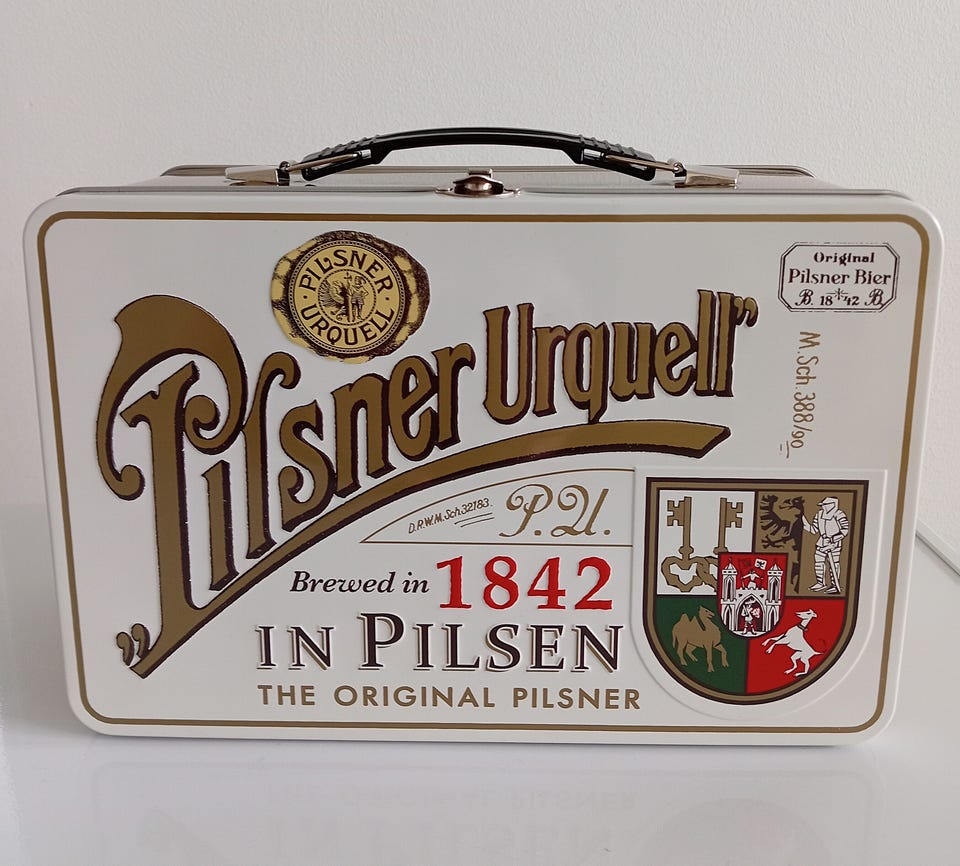 PILSNER
URQUELL
Original
Pilsner Bier
B. 18*42 B.
„Pilsner Urquell”
M.Sch.388/90.
D.R.W.M.Sch.32183.
P.U.
Brewed in 1842
IN PILSEN
THE ORIGINAL PILSNER